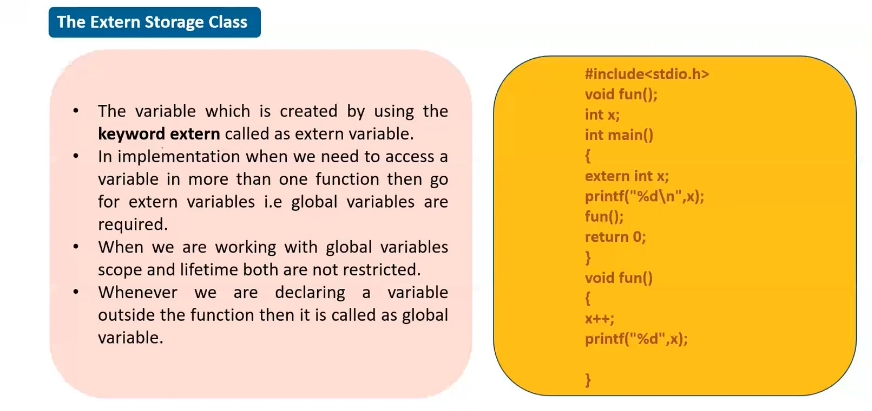 The Extern Storage Class
• The variable which is created by using the
keyword extern called as extern variable.
• In implementation when we need to access a
variable in more than one function then go
for extern variables i.e global variables are
required.
• When we are working with global variables
scope and lifetime both are not restricted.
• Whenever we are declaring a variable
outside the function then it is called as global
variable.
#include<stdio.h>
void fun();
int x;
int main()
{
extern int x;
printf("%d\n",x);
fun();
return 0;
}
void fun()
{
x++;
printf("%d",x);
}